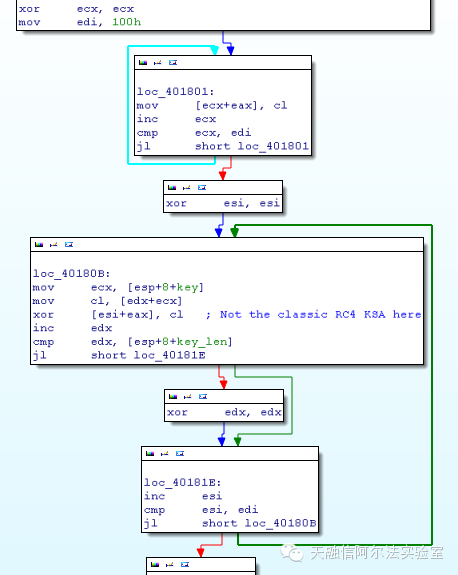 xor     ecx, ecx
mov     edi, 100h
loc_401801:
mov     [ecx+eax], cl
inc     ecx
cmp     ecx, edi
jl      short loc_401801
xor     esi, esi
loc_40180B:
mov     ecx, [esp+8+key]
mov     cl, [edx+ecx]
xor     [esi+eax], cl   ; Not the classic RC4 KSA here
inc     edx
cmp     edx, [esp+8+key_len]
jl      short loc_40181E
xor     edx, edx
loc_40181E:
inc     esi
cmp     esi, edi
jl      short loc_40180B
天融信阿尔法实验室